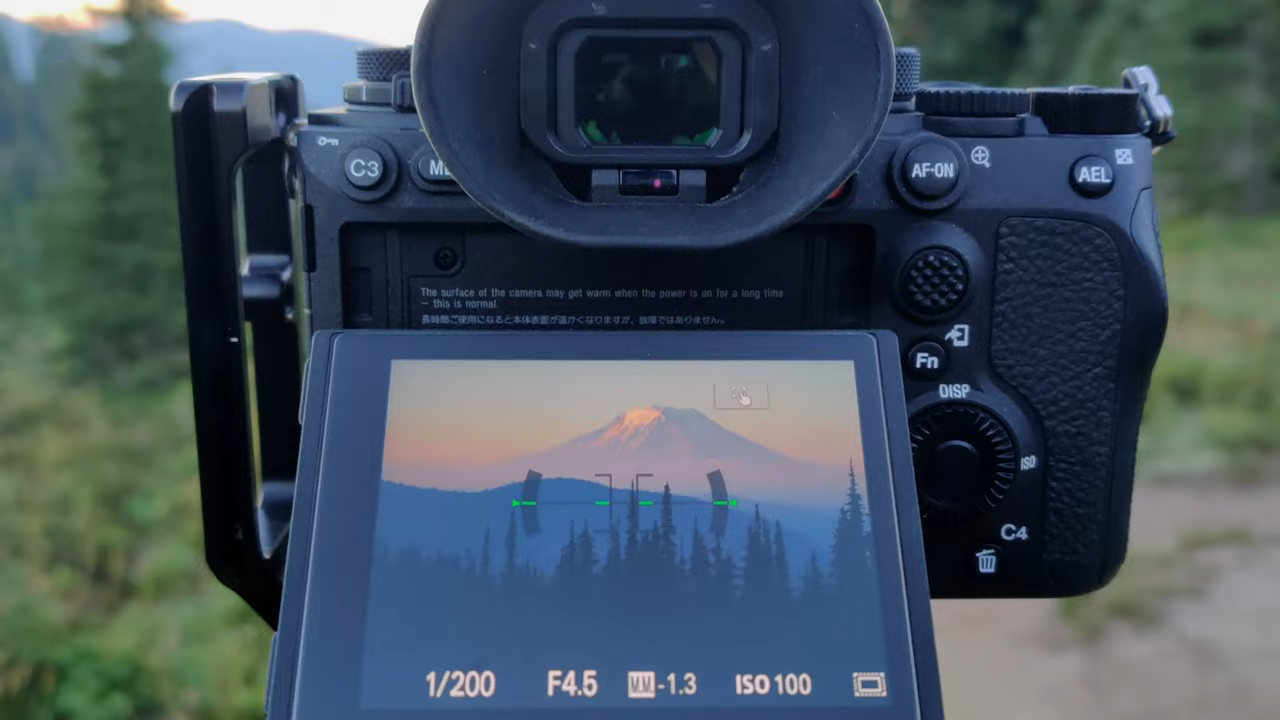 C3
AF-ON
AEL
The surface of the camera may get warm when the power is on for a long time
— this is normal.
長時間ご使用になると本体表面が温かくなりますが、故障ではありません。
Fn
DISP
ISO
C4
1/200 F4.5 M.M.-1.3 ISO 100